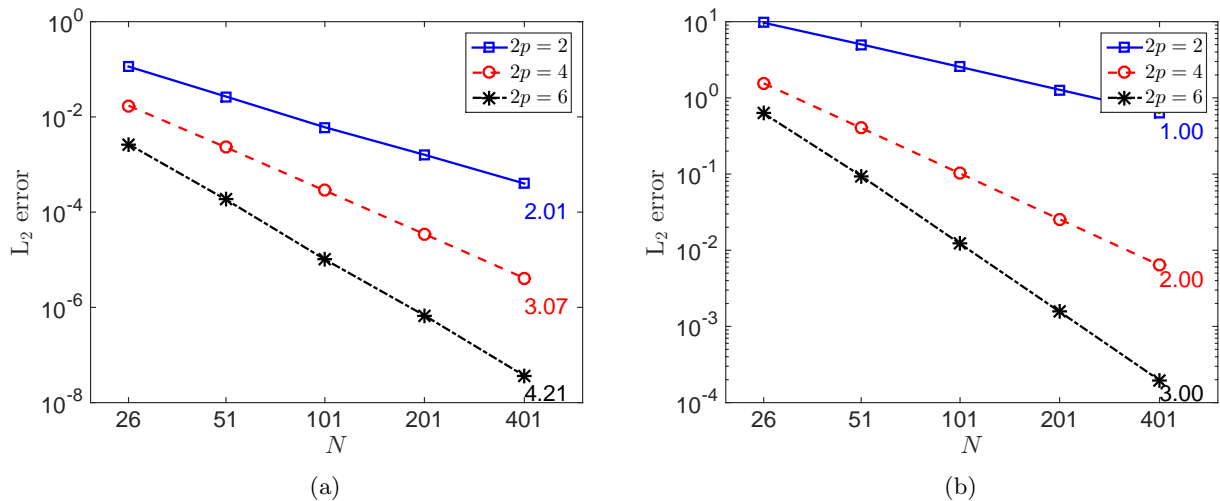 10^0
10^-2
10^-4
10^-6
10^-8
L_2 error
2p = 2
2p = 4
2p = 6
2.01
3.07
4.21
26 51 101 201 401
N
(a)
10^1
10^0
10^-1
10^-2
10^-3
10^-4
L_2 error
2p = 2
2p = 4
2p = 6
1.00
2.00
3.00
26 51 101 201 401
N
(b)